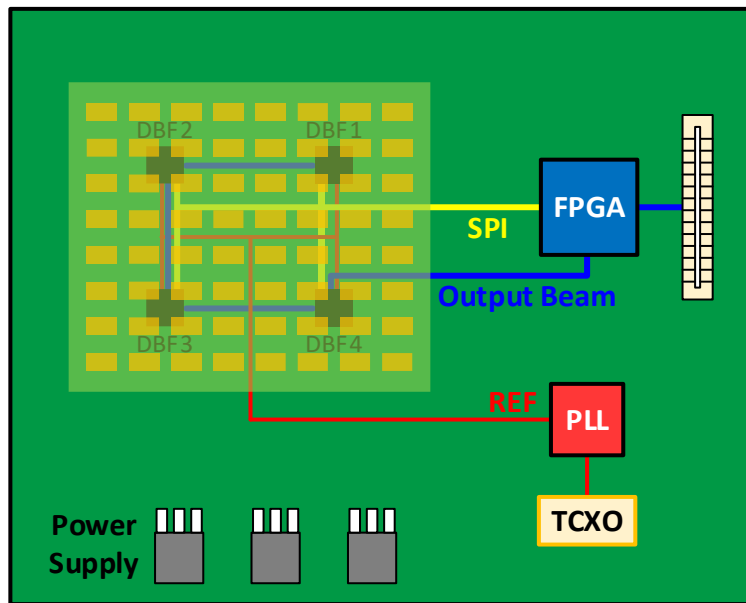 DBF2
DBF1
FPGA
SPI
Output Beam
DBF3
DBF4
REF
PLL
TCXO
Power
Supply